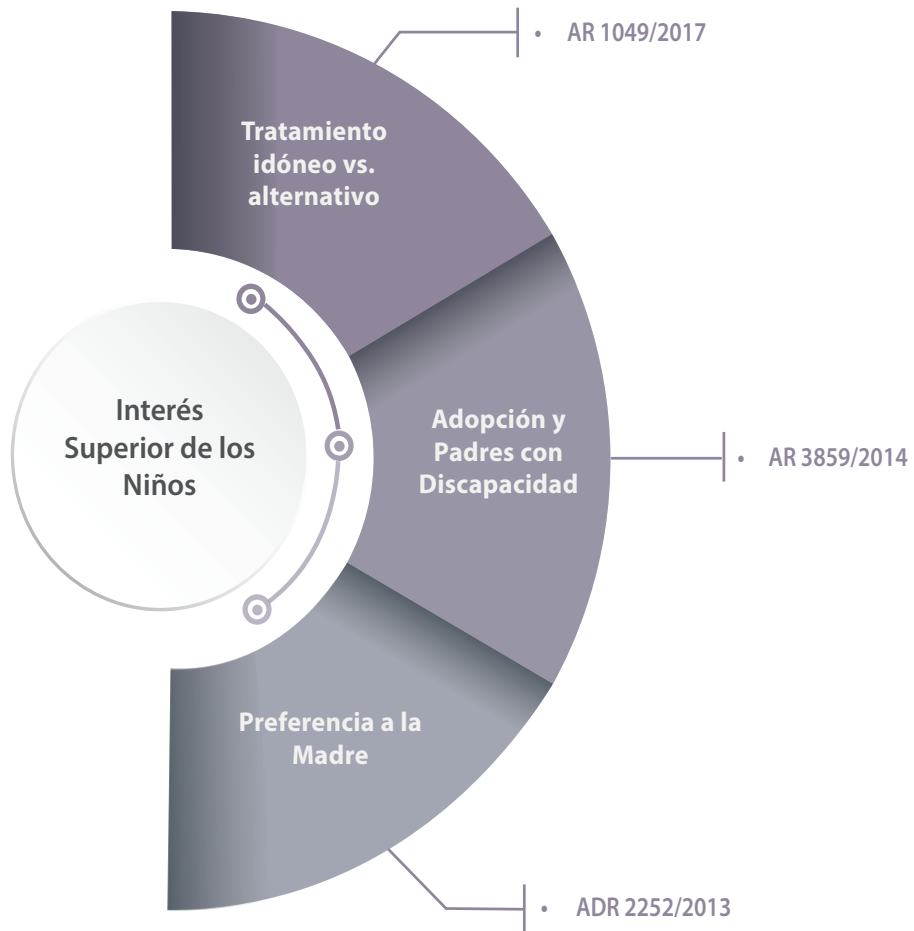 • AR 1049/2017
Tratamiento
idóneo vs.
alternativo
Interés
Superior de los
Niños
Adopción y
Padres con
Discapacidad
• AR 3859/2014
Preferencia a la
Madre
• ADR 2252/2013